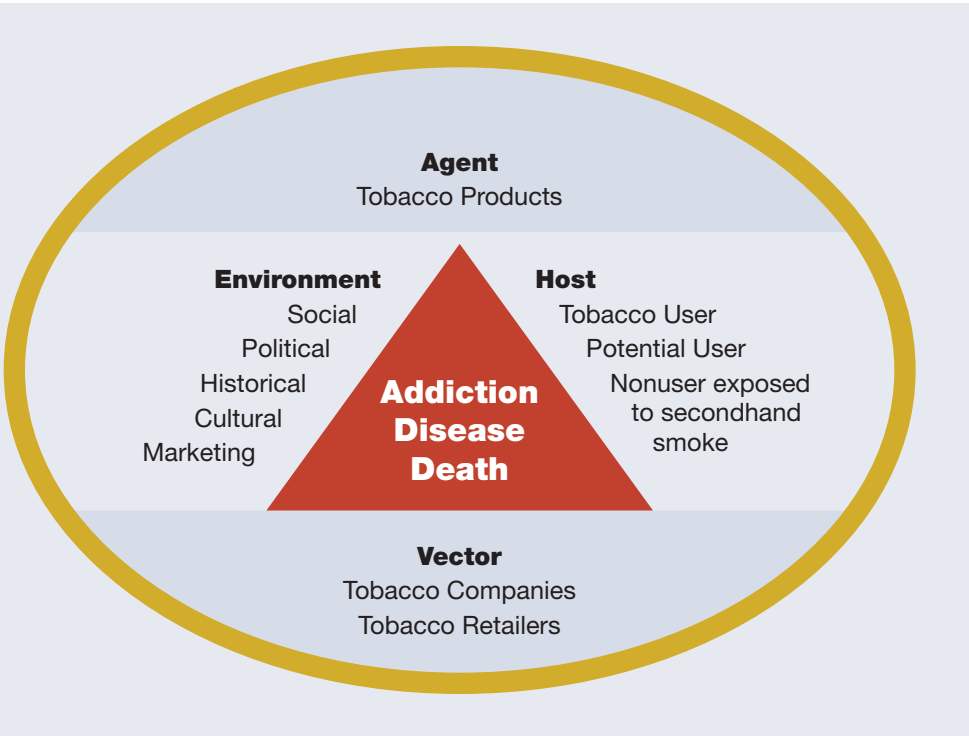 Agent
Tobacco Products
Environment
Social
Political
Historical
Cultural
Marketing
Host
Tobacco User
Potential User
Nonuser exposed
to secondhand
smoke
Addiction
Disease
Death
Vector
Tobacco Companies
Tobacco Retailers